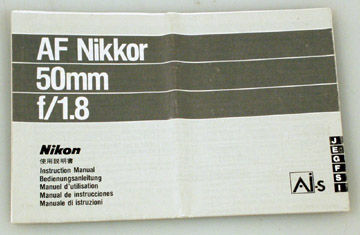 AF Nikkor
50mm
f/1.8
Nikon
使用説明書
Instruction Manual
Bedienungsanleitung
Manuel d'utilisation
Manual de instrucciones
Manuale di istruzioni
Ai-s
J
E
G
F
S
I